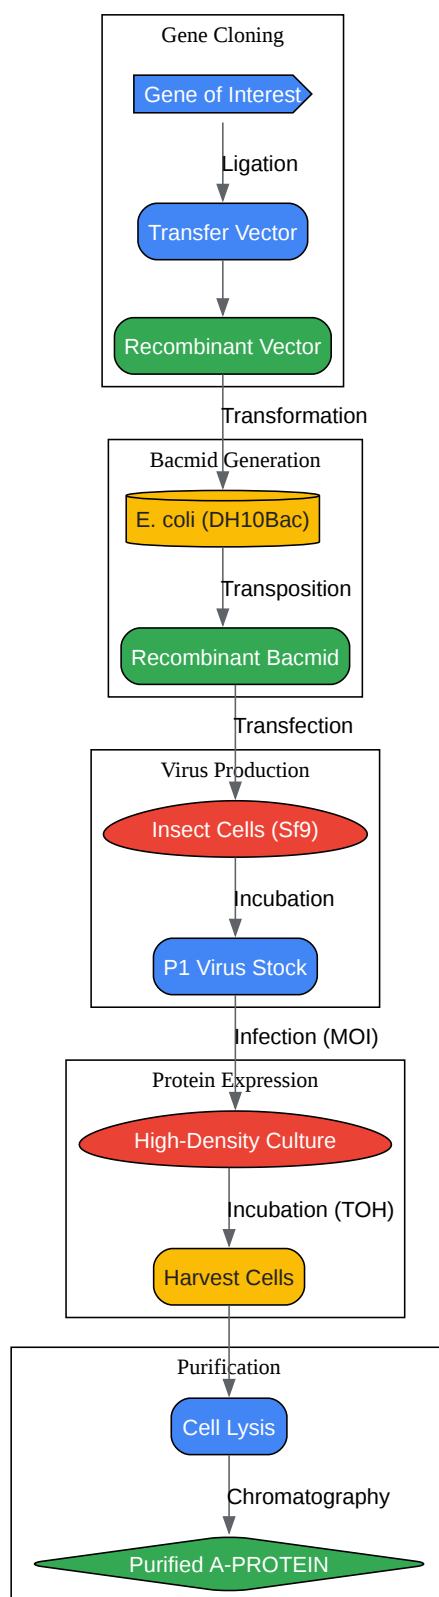 Gene Cloning
Gene of Interest
Ligation
Transfer Vector
Recombinant Vector
Transformation
Bacmid Generation
E. coli (DH10Bac)
Transposition
Recombinant Bacmid
Transfection
Virus Production
Insect Cells (Sf9)
Incubation
P1 Virus Stock
Infection (MOI)
Protein Expression
High-Density Culture
Incubation (TOH)
Harvest Cells
Purification
Cell Lysis
Chromatography
Purified A-PROTEIN